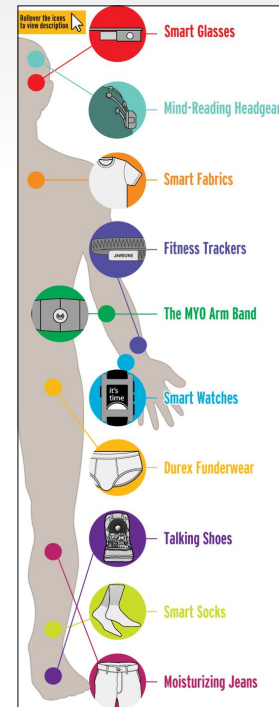 Rollover the icons
to view description
Smart Glasses
Mind-Reading Headgear
Smart Fabrics
Fitness Trackers
JAWBONE
The MYO Arm Band
it's
time
Smart Watches
Durex Funderwear
Talking Shoes
Smart Socks
Moisturizing Jeans